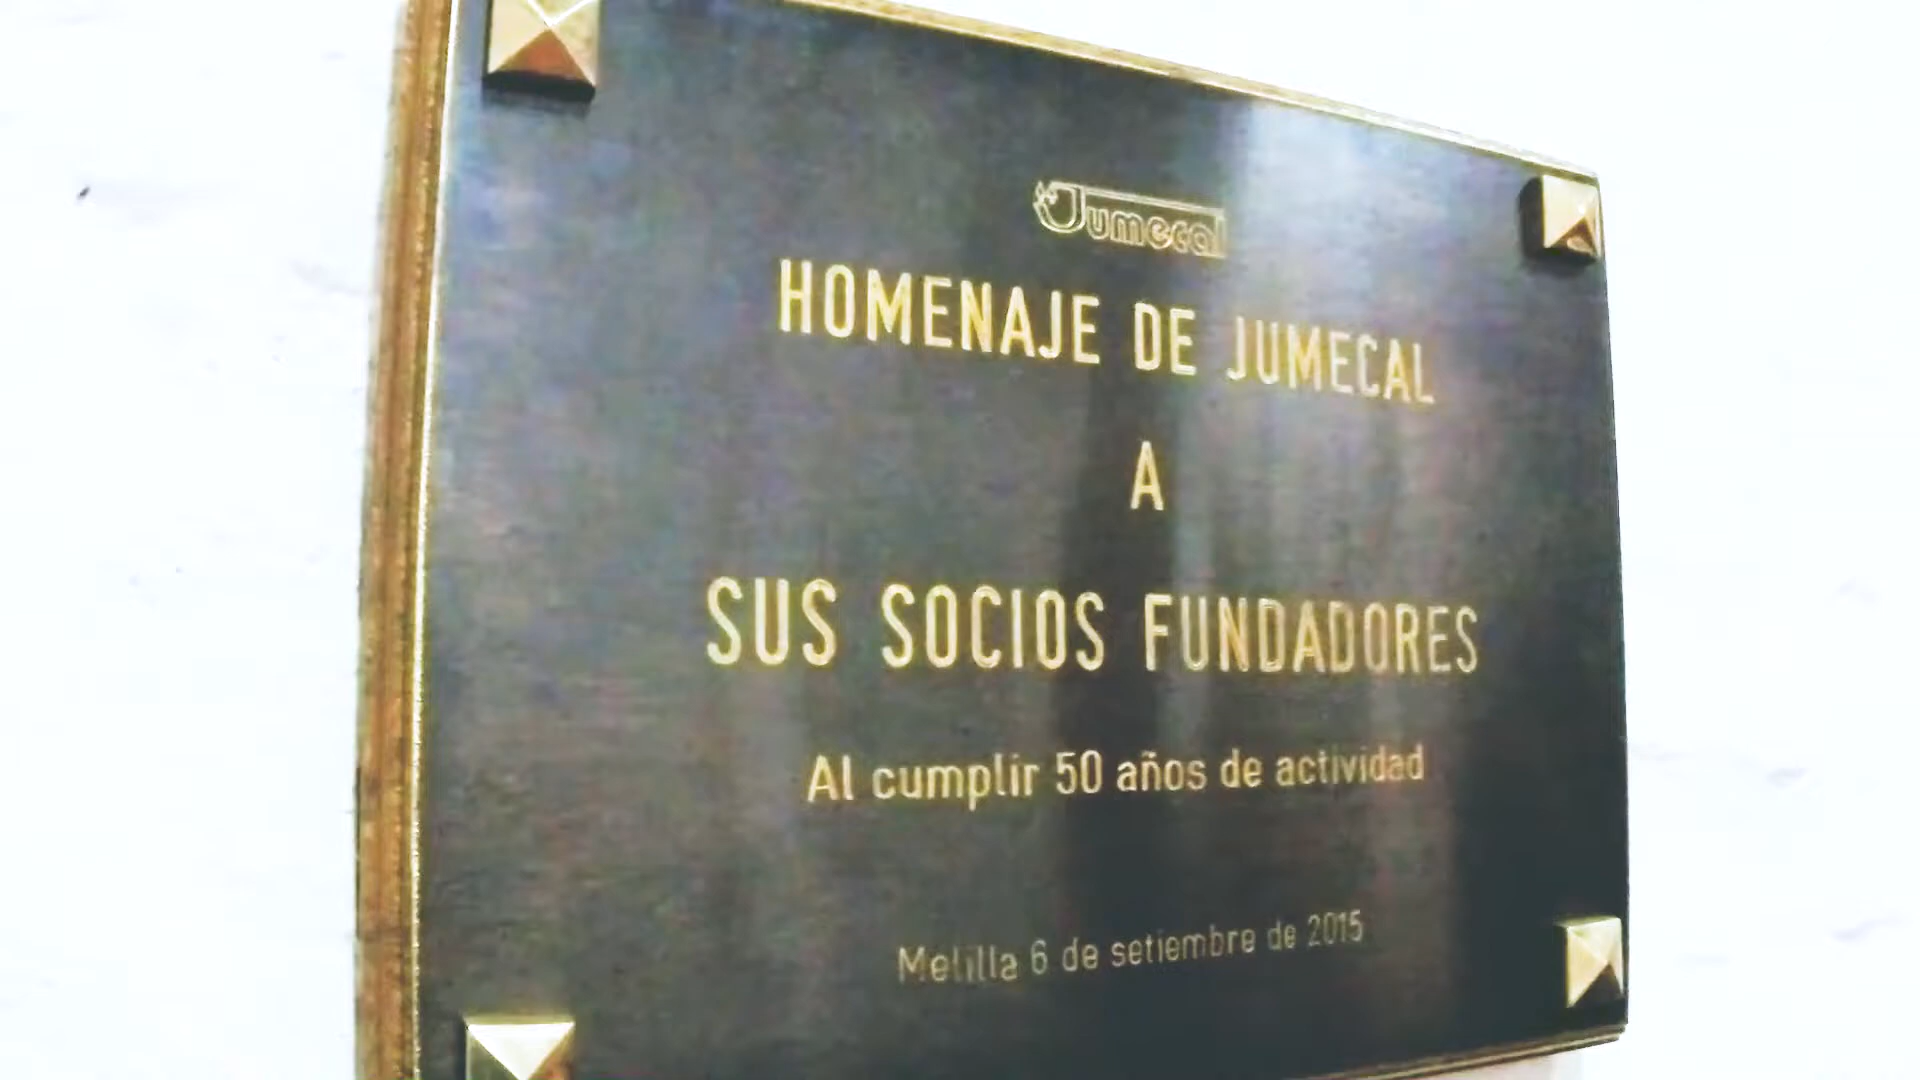 Jumecal
HOMENAJE DE JUMECAL
A
SUS SOCIOS FUNDADORES
Al cumplir 50 años de actividad
Melilla 6 de setiembre de 2015